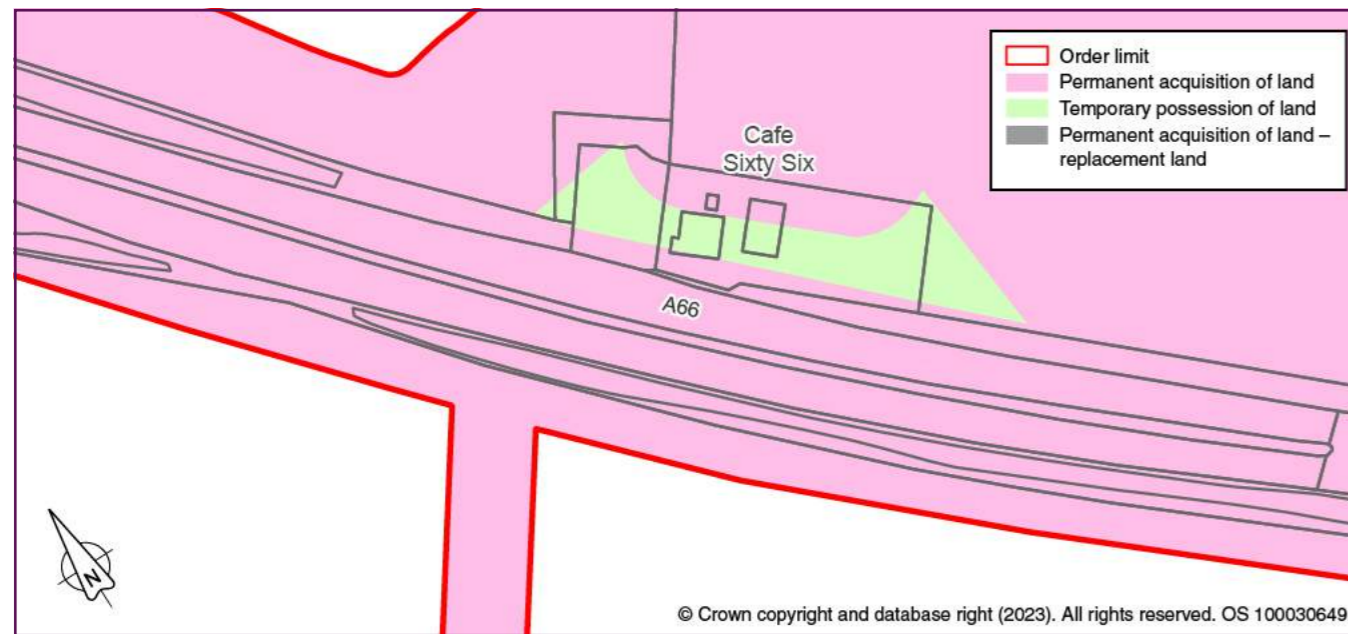 Order limit
Permanent acquisition of land
Temporary possession of land
Permanent acquisition of land –
replacement land
Cafe
Sixty Six
A66
N
© Crown copyright and database right (2023). All rights reserved. OS 100030649